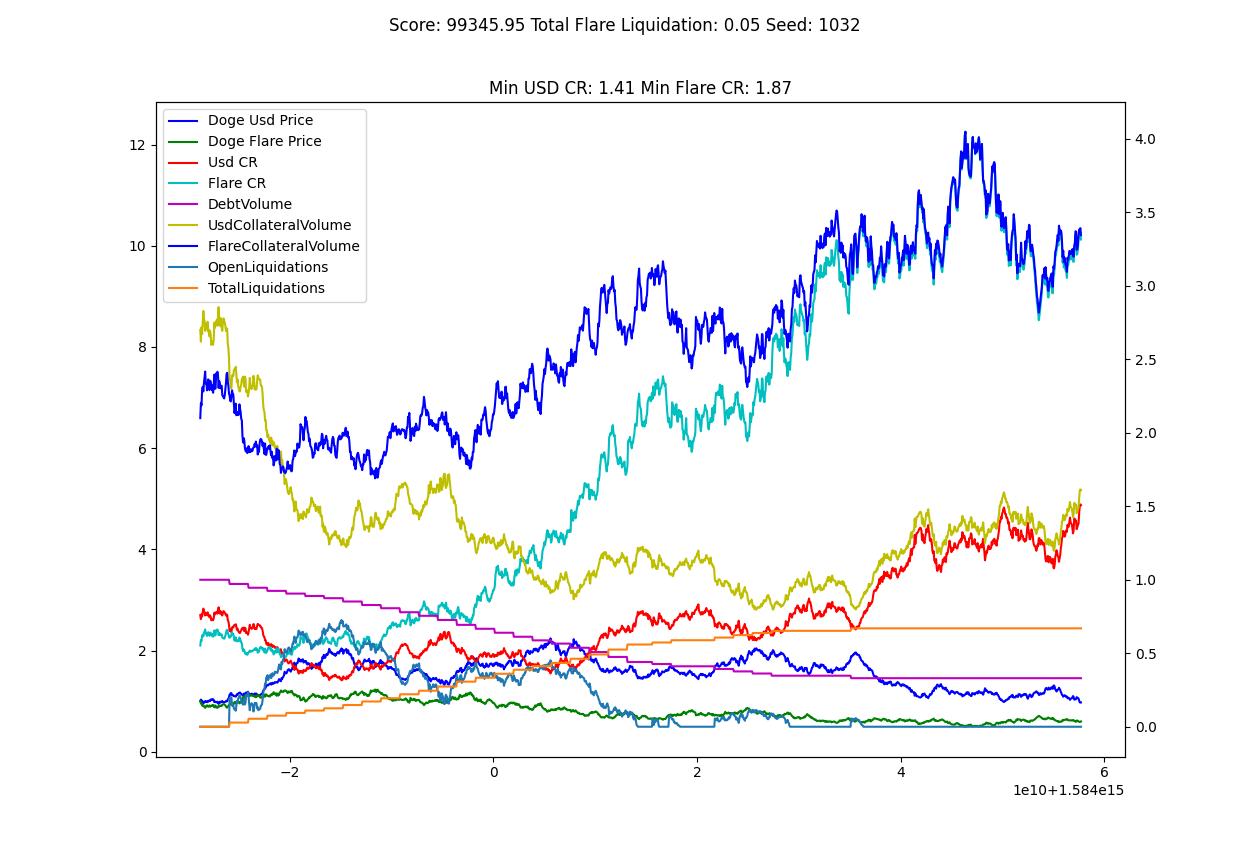 Score: 99345.95 Total Flare Liquidation: 0.05 Seed: 1032
Min USD CR: 1.41 Min Flare CR: 1.87
Doge Usd Price
Doge Flare Price
Usd CR
Flare CR
DebtVolume
UsdCollateralVolume
FlareCollateralVolume
OpenLiquidations
TotalLiquidations
12
10
8
6
4
2
0
4.0
3.5
3.0
2.5
2.0
1.5
1.0
0.5
0.0
−2
0
2
4
6
1e10+1.584e15